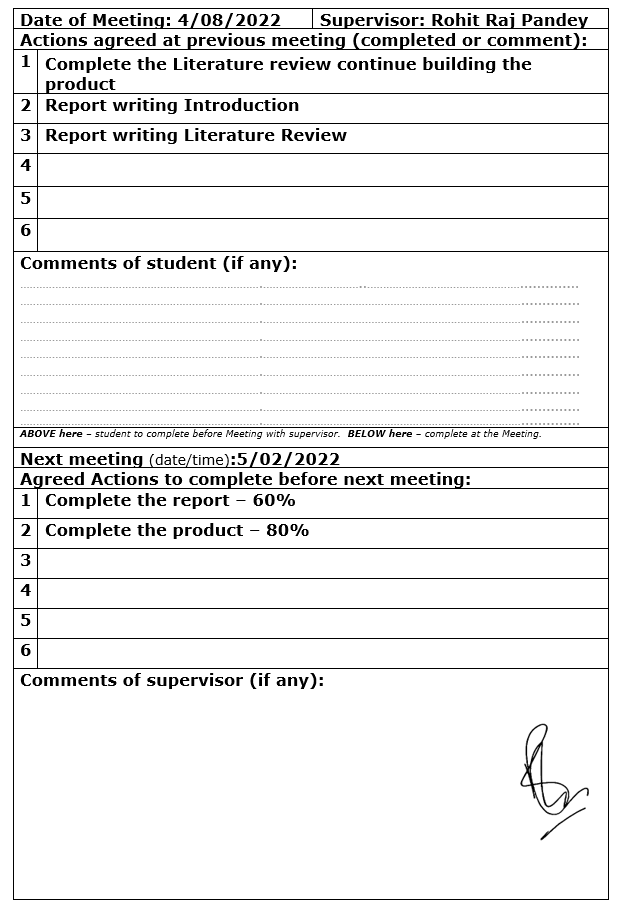 Date of Meeting: 4/08/2022 Supervisor: Rohit Raj Pandey
Actions agreed at previous meeting (completed or comment):
1 Complete the Literature review continue building the
product
2 Report writing Introduction
3 Report writing Literature Review
4
5
6
Comments of student (if any):
ABOVE here – student to complete before Meeting with supervisor. BELOW here – complete at the Meeting.
Next meeting (date/time):5/02/2022
Agreed Actions to complete before next meeting:
1 Complete the report – 60%
2 Complete the product – 80%
3
4
5
6
Comments of supervisor (if any):